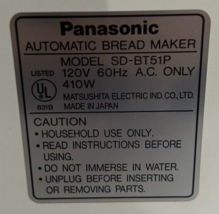 Panasonic
AUTOMATIC BREAD MAKER
MODEL SD-BT51P
LISTED 120V 60Hz A.C. ONLY
UL 410W
MATSUSHITA ELECTRIC IND.CO.,LTD.
MADE IN JAPAN
CAUTION
• HOUSEHOLD USE ONLY.
• READ INSTRUCTIONS BEFORE
USING.
• DO NOT IMMERSE IN WATER.
• UNPLUG BEFORE INSERTING
OR REMOVING PARTS.